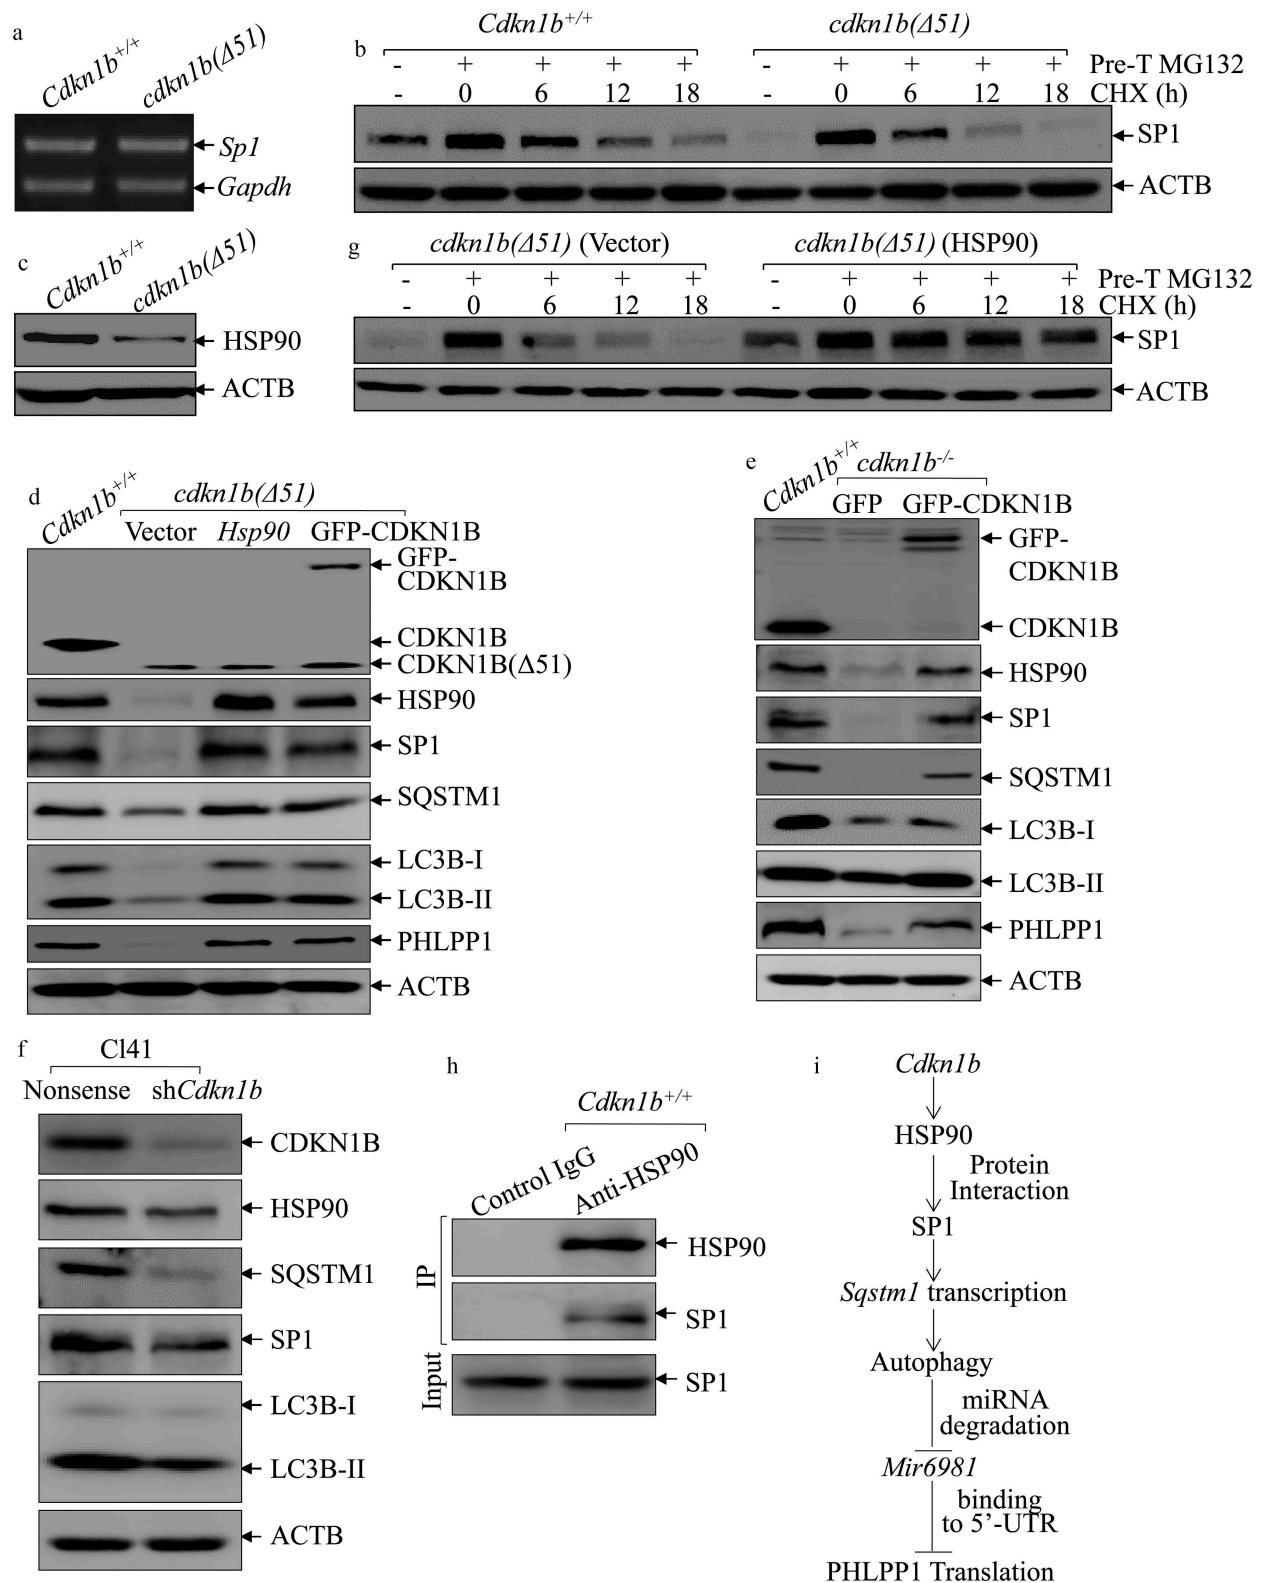 a
Cdkn1b+/+
cdkn1b(Δ51)
Sp1
Gapdh
b
Cdkn1b+/+ cdkn1b(Δ51)
- + + + + - + + + + Pre-T MG132
- 0 6 12 18 - 0 6 12 18 CHX (h)
SP1
ACTB
c
Cdkn1b+/+
cdkn1b(Δ51)
HSP90
ACTB
g
cdkn1b(Δ51) (Vector) cdkn1b(Δ51) (HSP90)
- + + + + - + + + + Pre-T MG132
- 0 6 12 18 - 0 6 12 18 CHX (h)
SP1
ACTB
d
Cdkn1b+/+
cdkn1b(Δ51)
Vector Hsp90 GFP-CDKN1B
GFP-
CDKN1B
CDKN1B
CDKN1B(Δ51)
HSP90
SP1
SQSTM1
LC3B-I
LC3B-II
PHLPP1
ACTB
e
Cdkn1b+/+
cdkn1b-/-
GFP GFP-CDKN1B
GFP-
CDKN1B
CDKN1B
HSP90
SP1
SQSTM1
LC3B-I
LC3B-II
PHLPP1
ACTB
f
Cl41
Nonsense shCdkn1b
CDKN1B
HSP90
SQSTM1
SP1
LC3B-I
LC3B-II
ACTB
h
Cdkn1b+/+
Control IgG
Anti-HSP90
IP
HSP90
SP1
Input
SP1
i
Cdkn1b
HSP90
Protein
Interaction
SP1
Sqstm1 transcription
Autophagy
miRNA
degradation
Mir6981
binding
to 5’-UTR
PHLPP1 Translation